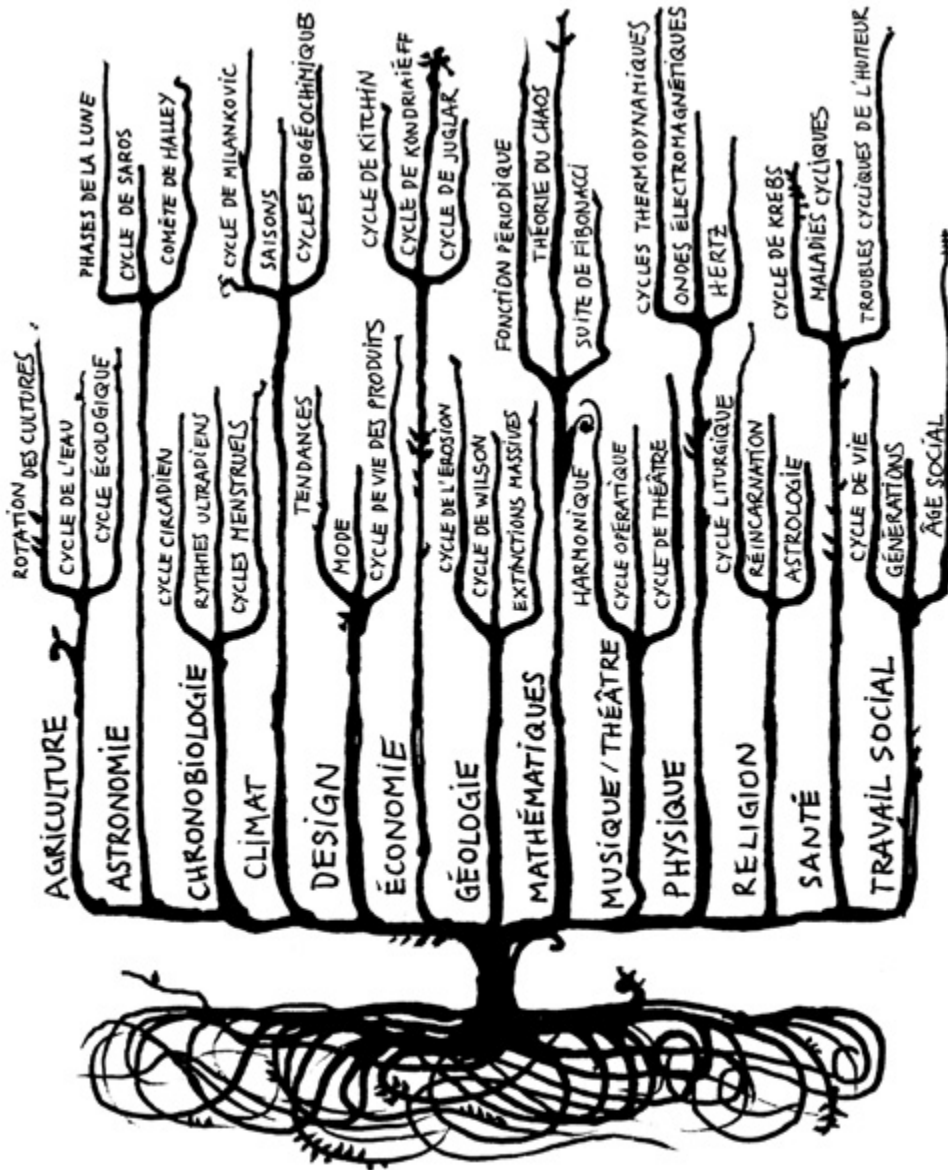 AGRICULTURE
ROTATION DES CULTURES
CYCLE DE L'EAU
CYCLE ÉCOLOGIQUE
ASTRONOMIE
PHASES DE LA LUNE
CYCLE DE SAROS
COMÈTE DE HALLEY
CHRONOBIOLOGIE
CYCLE CIRCADIEN
RYTHMES ULTRADIENS
CYCLES MENSTRUELS
CLIMAT
CYCLE DE MILANKOVIC
SAISONS
CYCLES BIOGÉOCHIMIQUES
DESIGN
TENDANCES
MODE
CYCLE DE VIE DES PRODUITS
ÉCONOMIE
CYCLE DE KITCHIN
CYCLE DE KONDRIAIEFF
CYCLE DE JUGLAR
GÉOLOGIE
CYCLE DE L'ÉROSION
CYCLE DE WILSON
EXTINCTIONS MASSIVES
MATHÉMATIQUES
FONCTION PÉRIODIQUE
THÉORIE DU CHAOS
SUITE DE FIBONACCI
MUSIQUE / THÉÂTRE
HARMONIQUE
CYCLE OPÉRATIQUE
CYCLE DE THÉÂTRE
PHYSIQUE
CYCLES THERMODYNAMIQUES
ONDES ÉLECTROMAGNÉTIQUES
HERTZ
RELIGION
CYCLE LITURGIQUE
RÉINCARNATION
ASTROLOGIE
SANTÉ
CYCLE DE KREBS
MALADIES CYCLIQUES
TROUBLES CYCLIQUES DE L'HUMEUR
TRAVAIL SOCIAL
CYCLE DE VIE
GÉNÉRATIONS
ÂGE SOCIAL